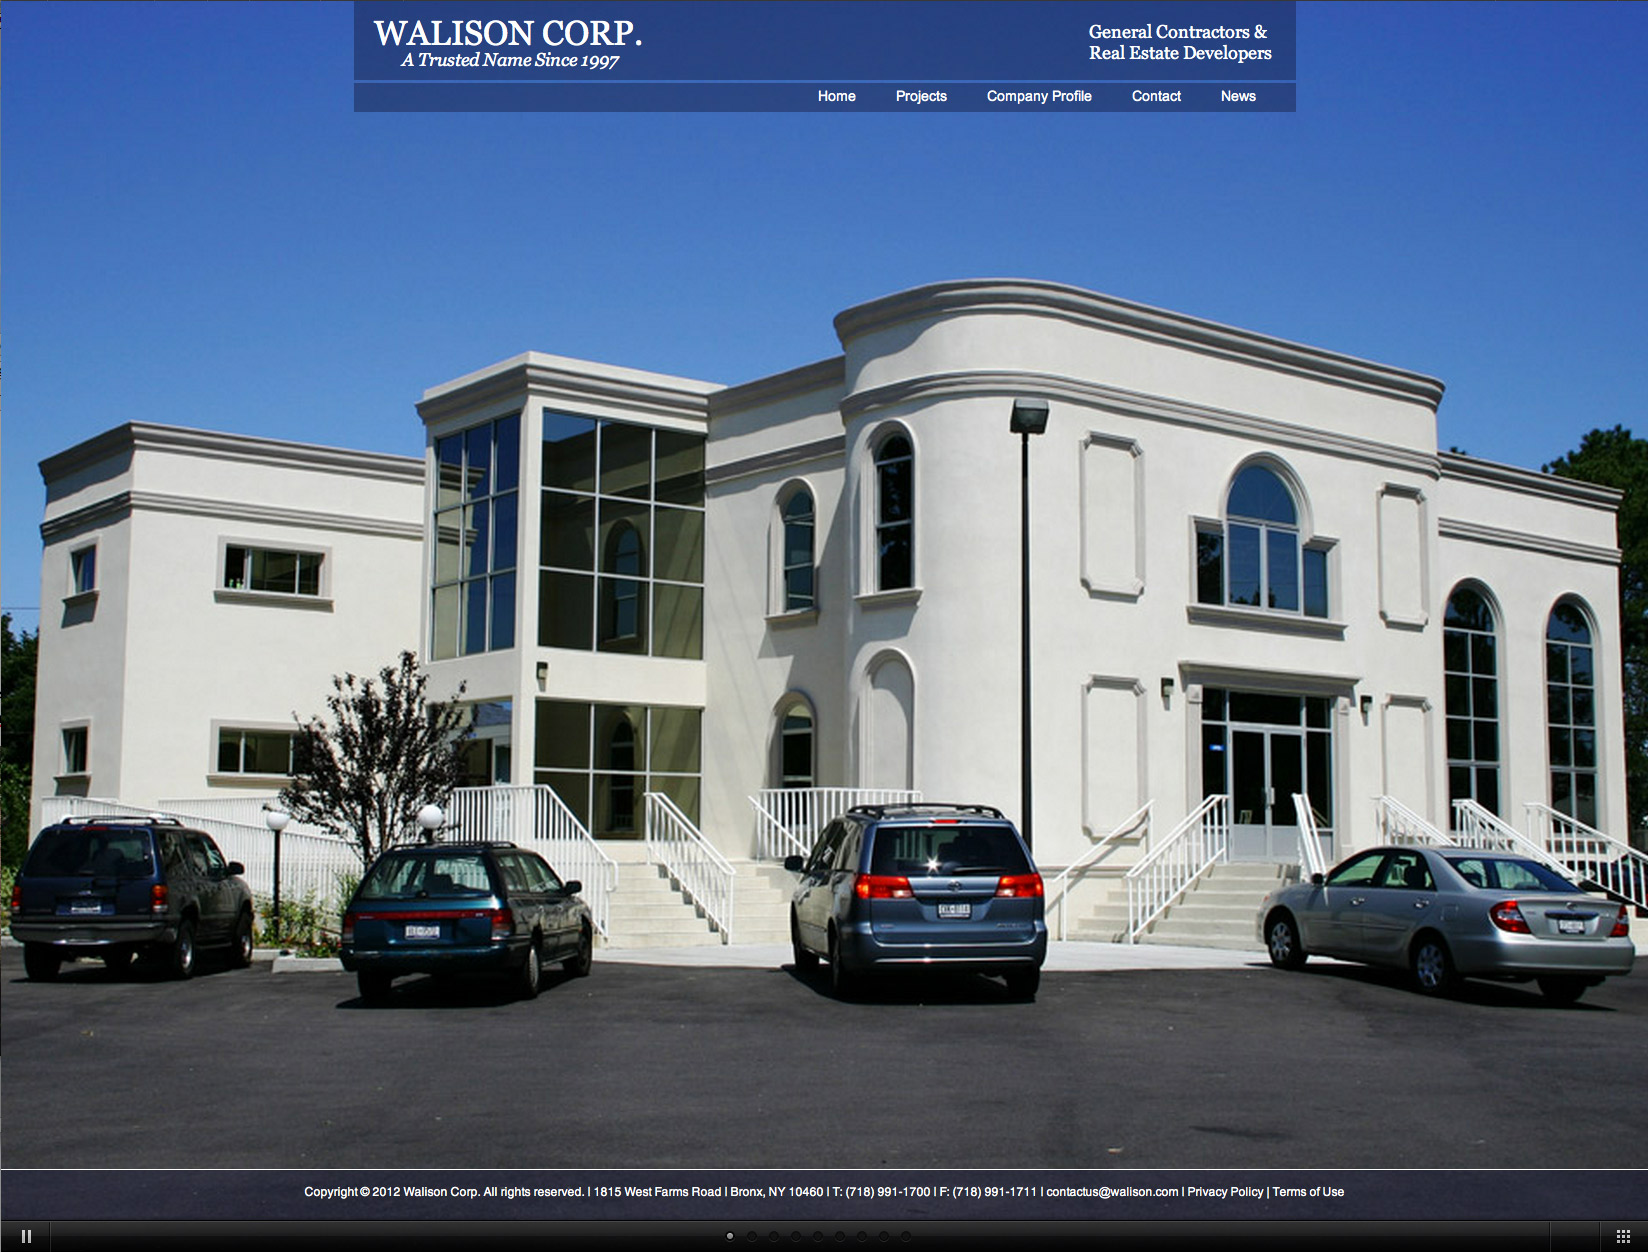 WALISON CORP.
A Trusted Name Since 1997
General Contractors &
Real Estate Developers
Home Projects Company Profile Contact News
Copyright © 2012 Walison Corp. All rights reserved. | 1815 West Farms Road | Bronx, NY 10460 | T: (718) 991-1700 | F: (718) 991-1711 | contactus@walison.com | Privacy Policy | Terms of Use